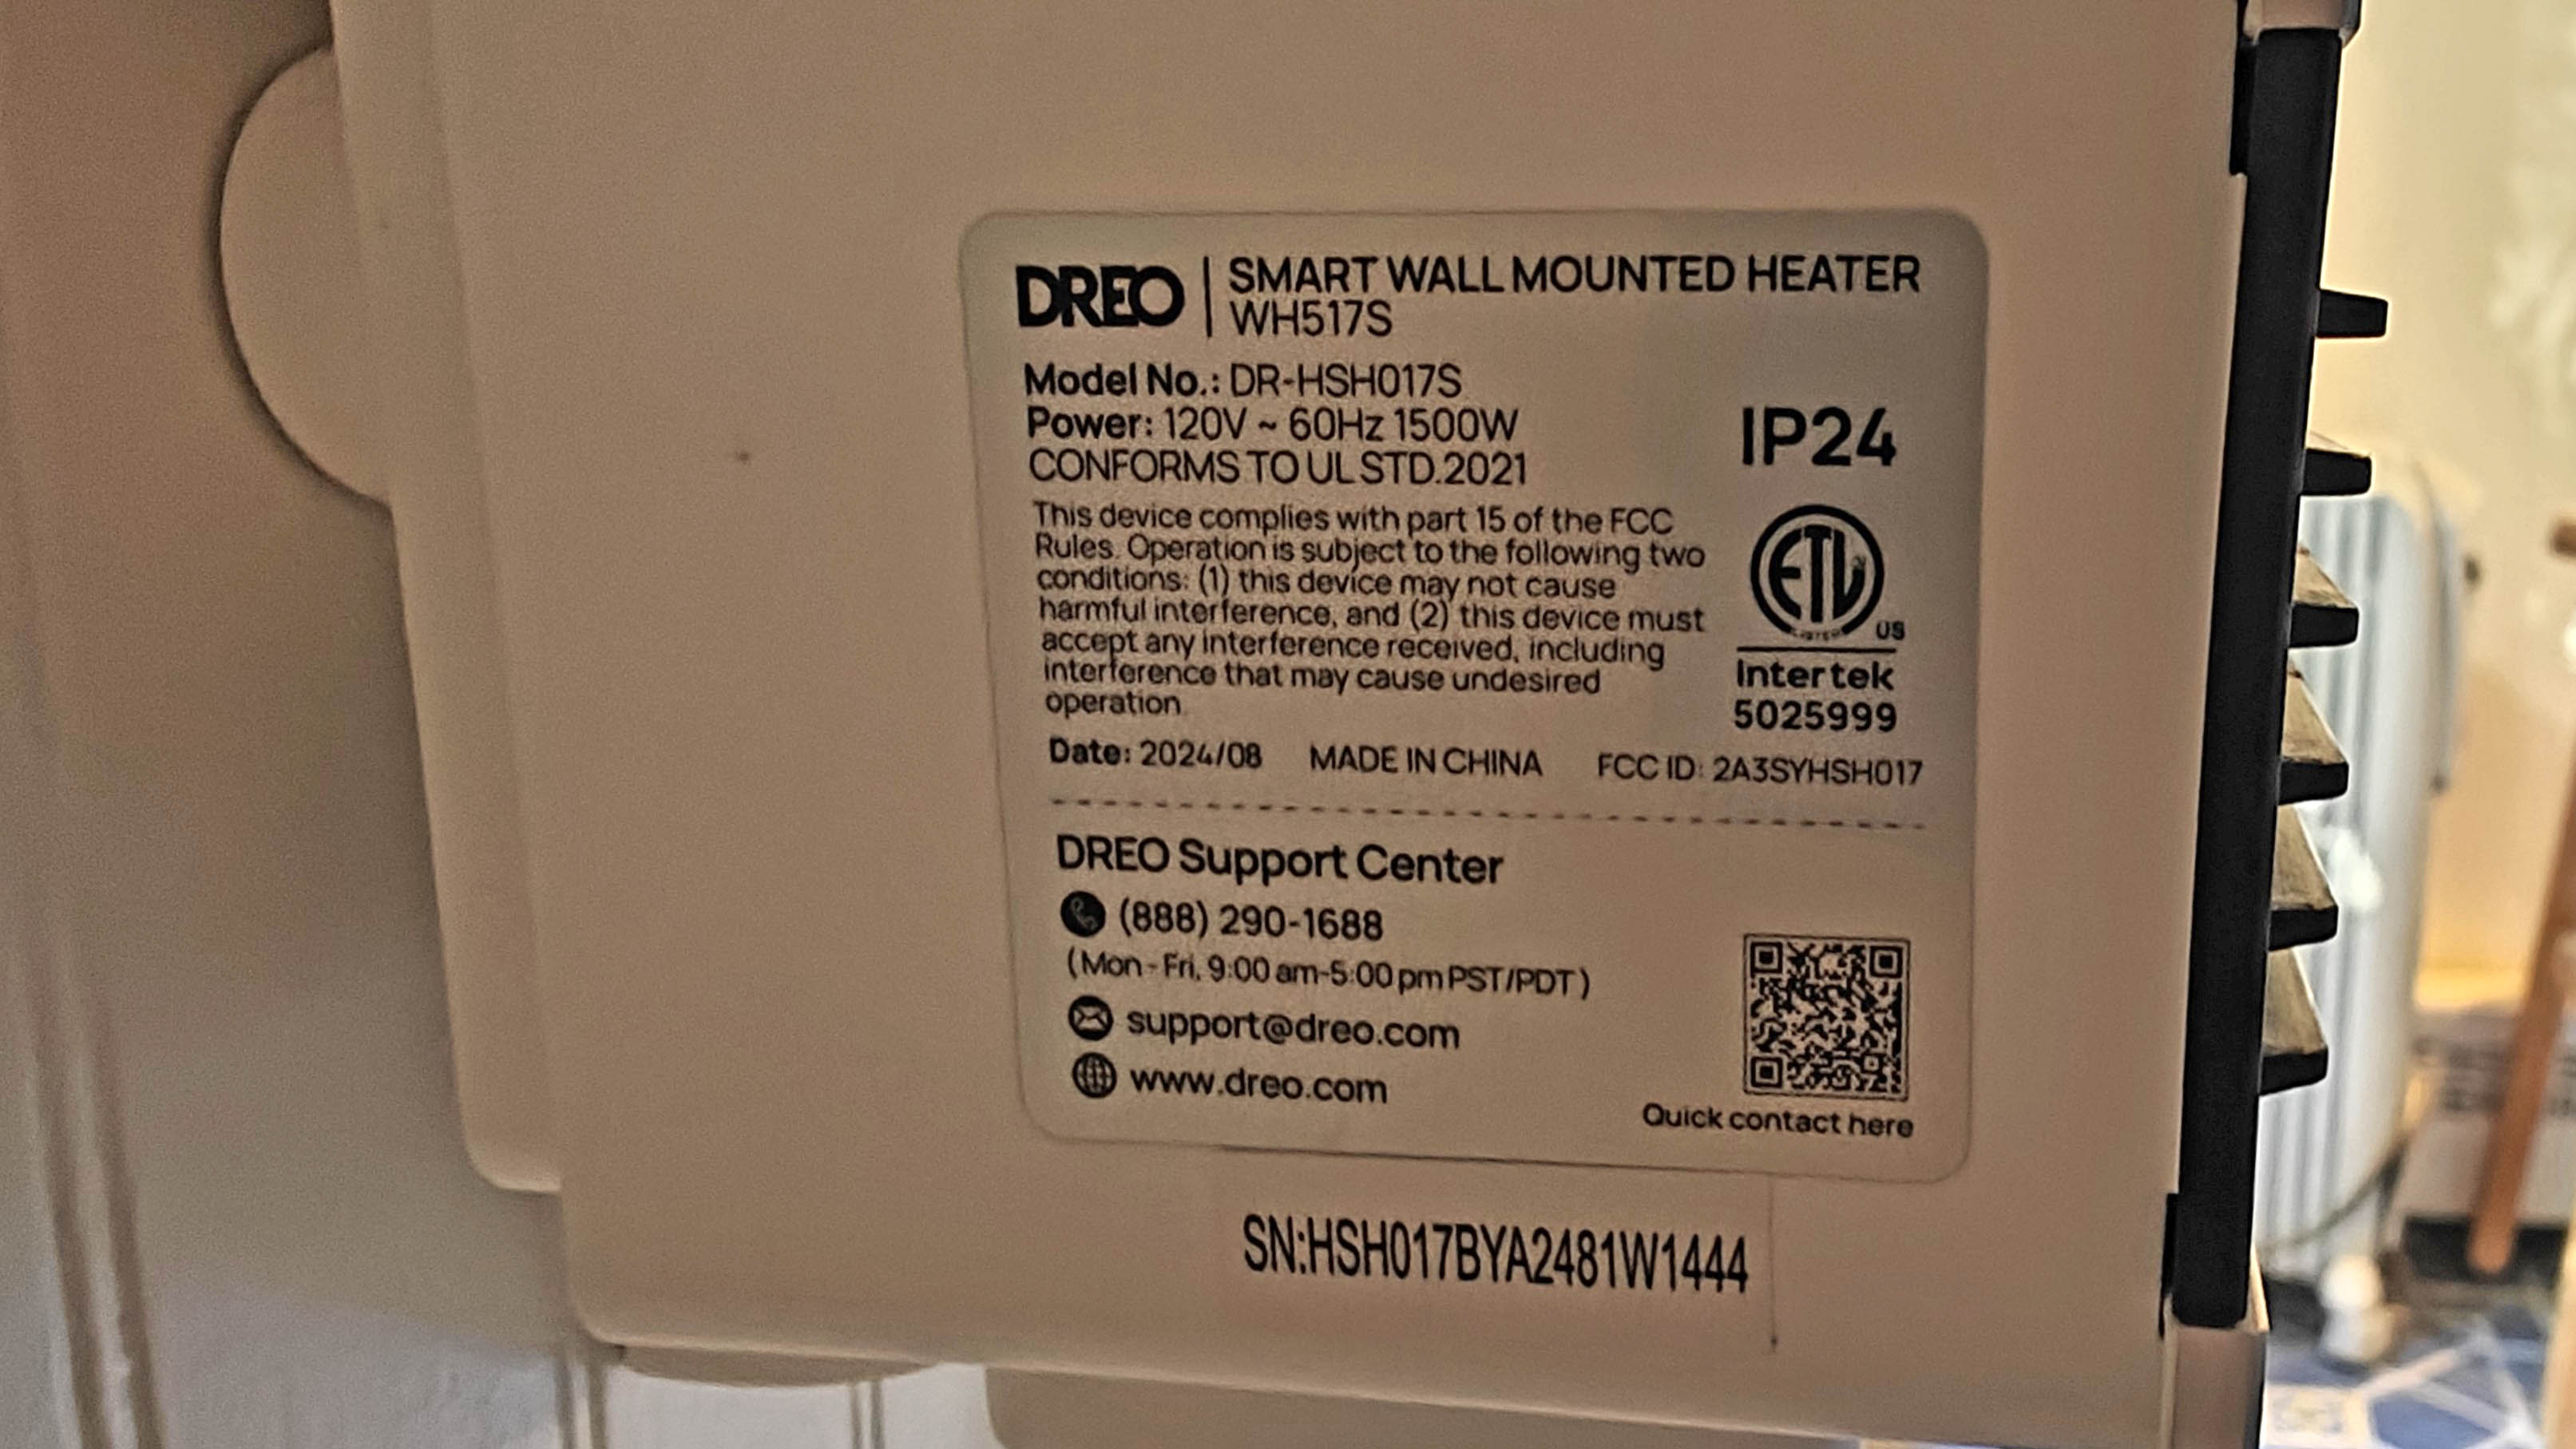 DREO
SMART WALL MOUNTED HEATER
WH517S
Model No.: DR-HSH017S
Power: 120V ~ 60Hz 1500W
CONFORMS TO UL STD.2021
IP24
This device complies with part 15 of the FCC
Rules. Operation is subject to the following two
conditions: (1) this device may not cause
harmful interference, and (2) this device must
accept any interference received, including
interference that may cause undesired
operation
ETL
LISTED
US
Intertek
5025999
Date: 2024/08 MADE IN CHINA FCC ID: 2A3SYHSH017
DREO Support Center
(888) 290-1688
(Mon - Fri, 9:00 am-5:00 pm PST/PDT)
support@dreo.com
www.dreo.com
Quick contact here
SN:HSH017BYA2481W1444